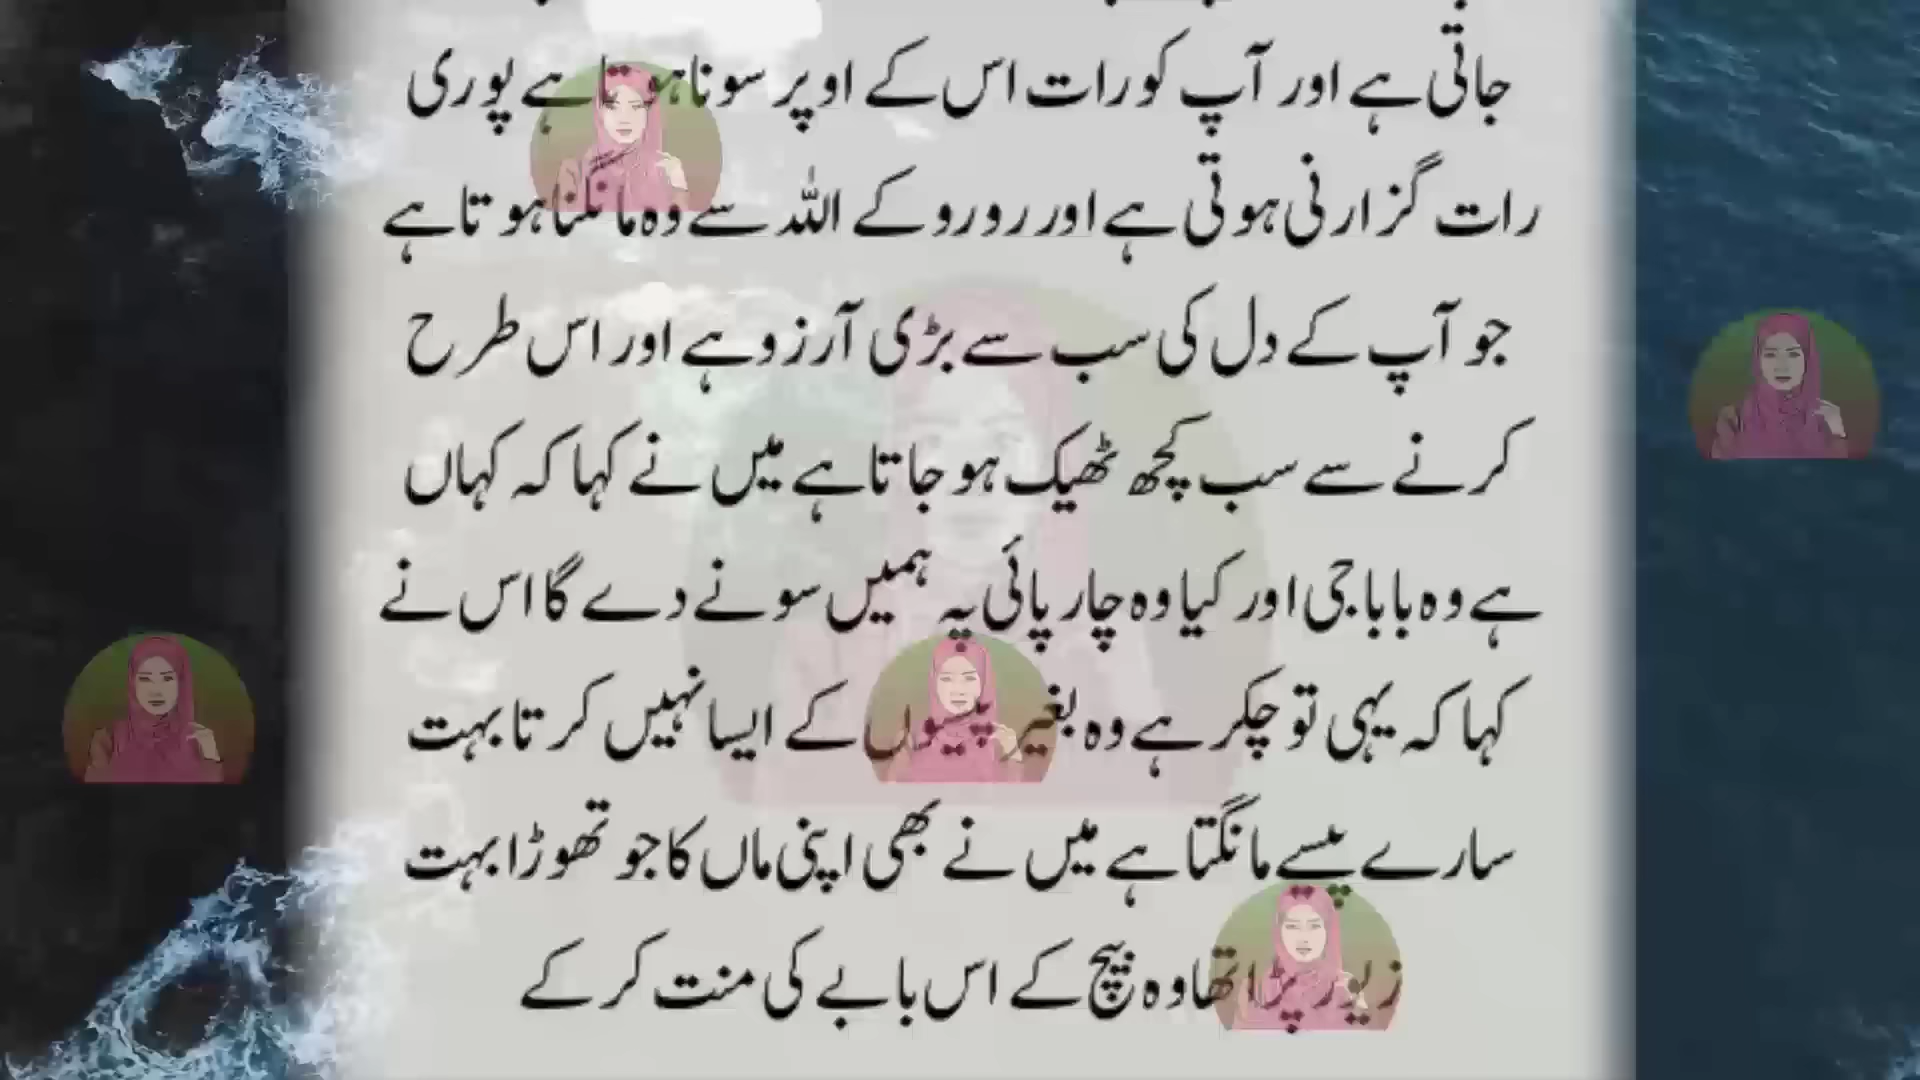 جاتی ہے اور آپ کو رات اس کے اوپر سونا ہوتا ہے پوری
رات گزارنی ہوتی ہے اور رو رو کے اللہ سے وہ مانگنا ہوتا ہے
جو آپ کے دل کی سب سے بڑی آرزو ہے اور اس طرح
کرنے سے سب کچھ ٹھیک ہو جاتا ہے میں نے کہا کہ کہاں
ہے وہ بابا جی اور کیا وہ چارپائی پہ ہمیں سونے دے گا اس نے
کہا کہ یہی تو چکر ہے وہ بغیر پیسوں کے ایسا نہیں کرتا بہت
سارے پیسے مانگتا ہے میں نے بھی اپنی ماں کا جو تھوڑا بہت
زیور پڑا تھا وہ بیچ کے اس بابے کی منت کر کے